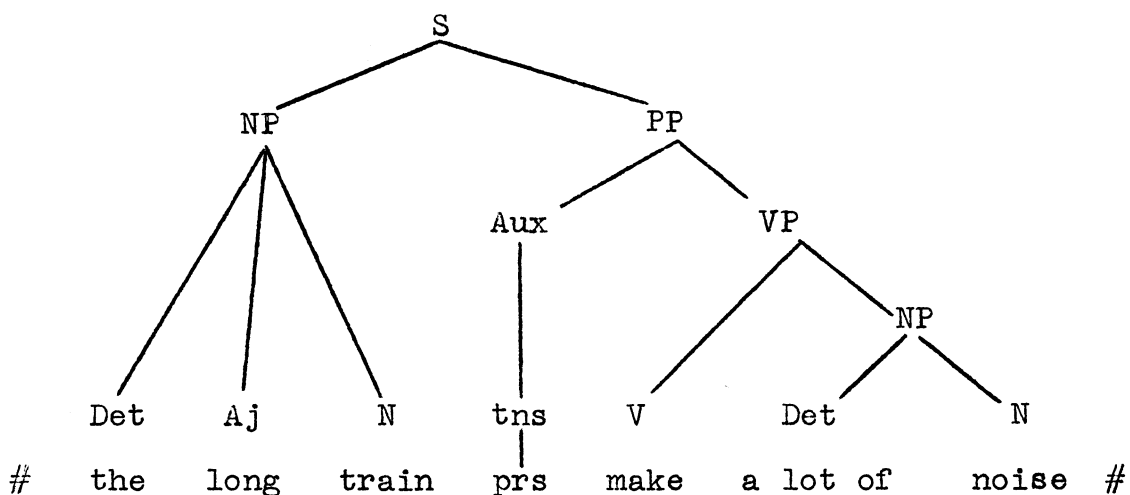 S
NP PP
Aux VP
NP
Det Aj N tns V Det N
# the long train prs make a lot of noise #